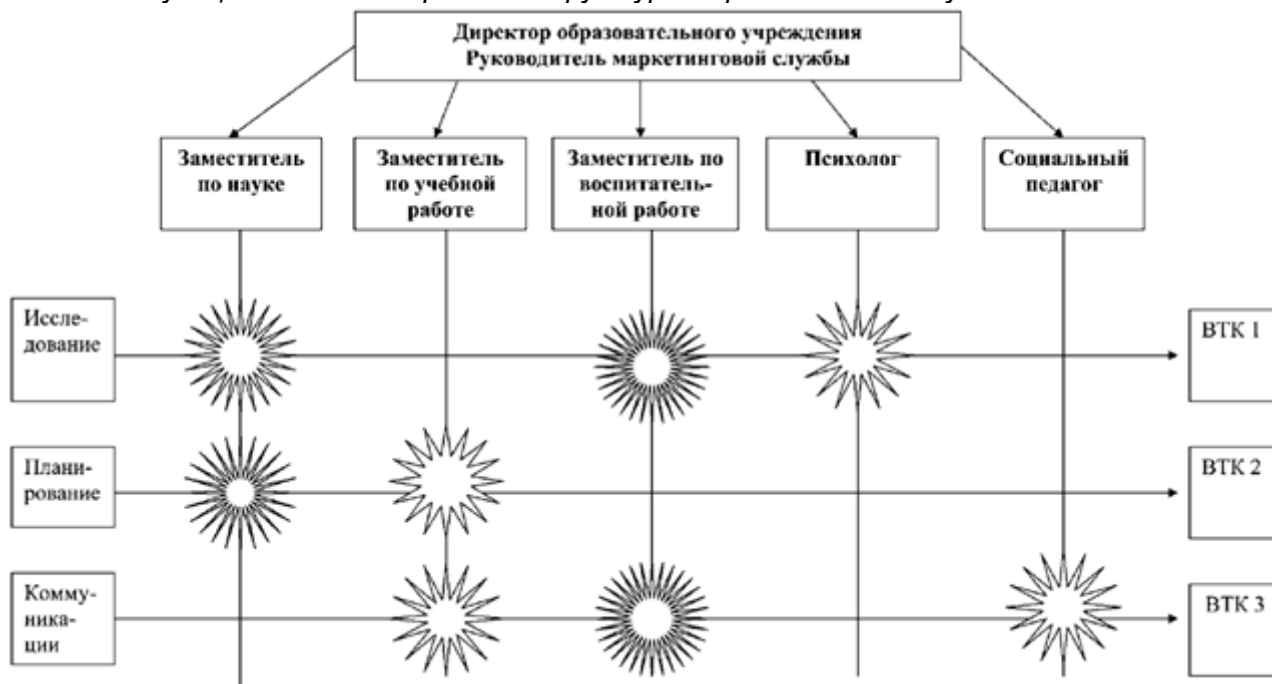 Директор образовательного учреждения
Руководитель маркетинговой службы
Заместитель
по науке
Заместитель
по учебной
работе
Заместитель по
воспитатель-
ной работе
Психолог
Социальный
педагог
Иссле-
дование
ВТК 1
Плани-
рование
ВТК 2
Комму-
ника-
ции
ВТК 3